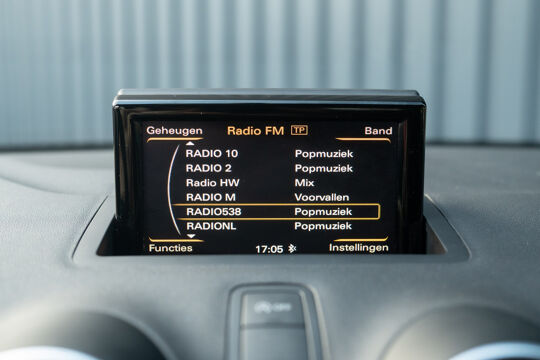 Geheugen Radio FM TP Band
RADIO 10 Popmuziek
RADIO 2 Popmuziek
Radio HW Mix
RADIO M Voorvallen
RADIO538 Popmuziek
RADIONL Popmuziek
Functies 17:05 Instellingen
OFF